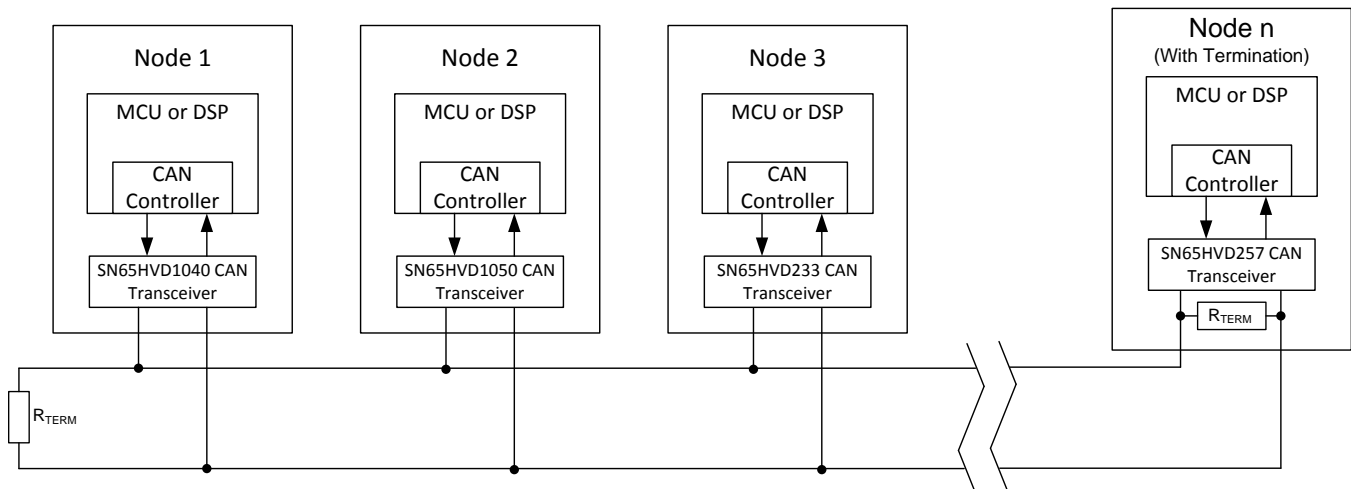 Node 1
MCU or DSP
CAN
Controller
SN65HVD1040 CAN
Transceiver
Node 2
MCU or DSP
CAN
Controller
SN65HVD1050 CAN
Transceiver
Node 3
MCU or DSP
CAN
Controller
SN65HVD233 CAN
Transceiver
Node n
(With Termination)
MCU or DSP
CAN
Controller
SN65HVD257 CAN
Transceiver
RTERM
RTERM